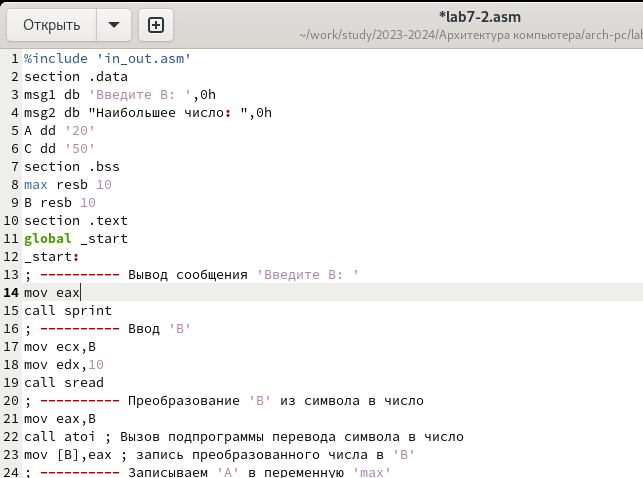 Открыть
*lab7-2.asm
~/work/study/2023-2024/Архитектура компьютера/arch-pc/lab
1 %include 'in_out.asm'
2 section .data
3 msg1 db 'Введите B: ',0h
4 msg2 db "Наибольшее число: ",0h
5 A dd '20'
6 C dd '50'
7 section .bss
8 max resb 10
9 B resb 10
10 section .text
11 global _start
12 _start:
13 ; ---------- Вывод сообщения 'Введите B: '
14 mov eax
15 call sprint
16 ; ---------- Ввод 'B'
17 mov ecx,B
18 mov edx,10
19 call sread
20 ; ---------- Преобразование 'B' из символа в число
21 mov eax,B
22 call atoi ; Вызов подпрограммы перевода символа в число
23 mov [B],eax ; запись преобразованного числа в 'B'
24 ; ---------- Записываем 'A' в переменную 'max'